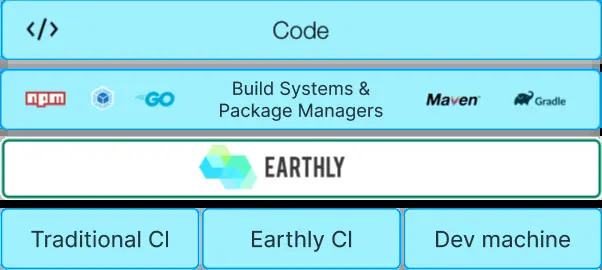 </> Code
npm GO Build Systems & Maven Gradle
Package Managers
EARTHLY
Traditional CI Earthly CI Dev machine